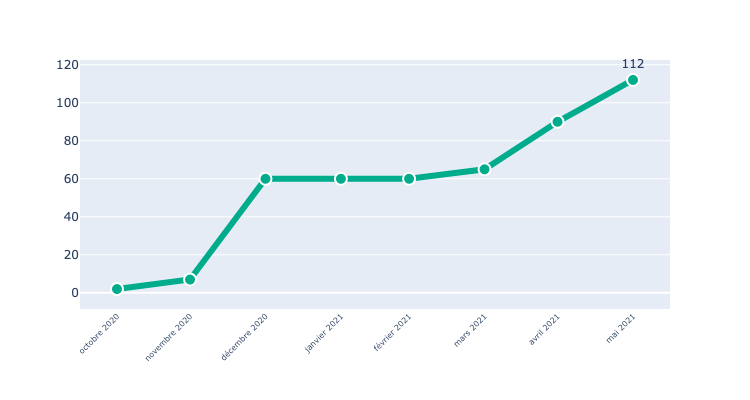 112
120
100
80
60
40
20
0
octobre 2020
novembre 2020
décembre 2020
janvier 2021
février 2021
mars 2021
avril 2021
mai 2021